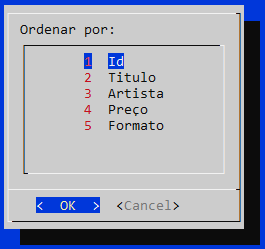 Ordenar por:
1 Id
2 Titulo
3 Artista
4 Preço
5 Formato
< OK > <Cancel>